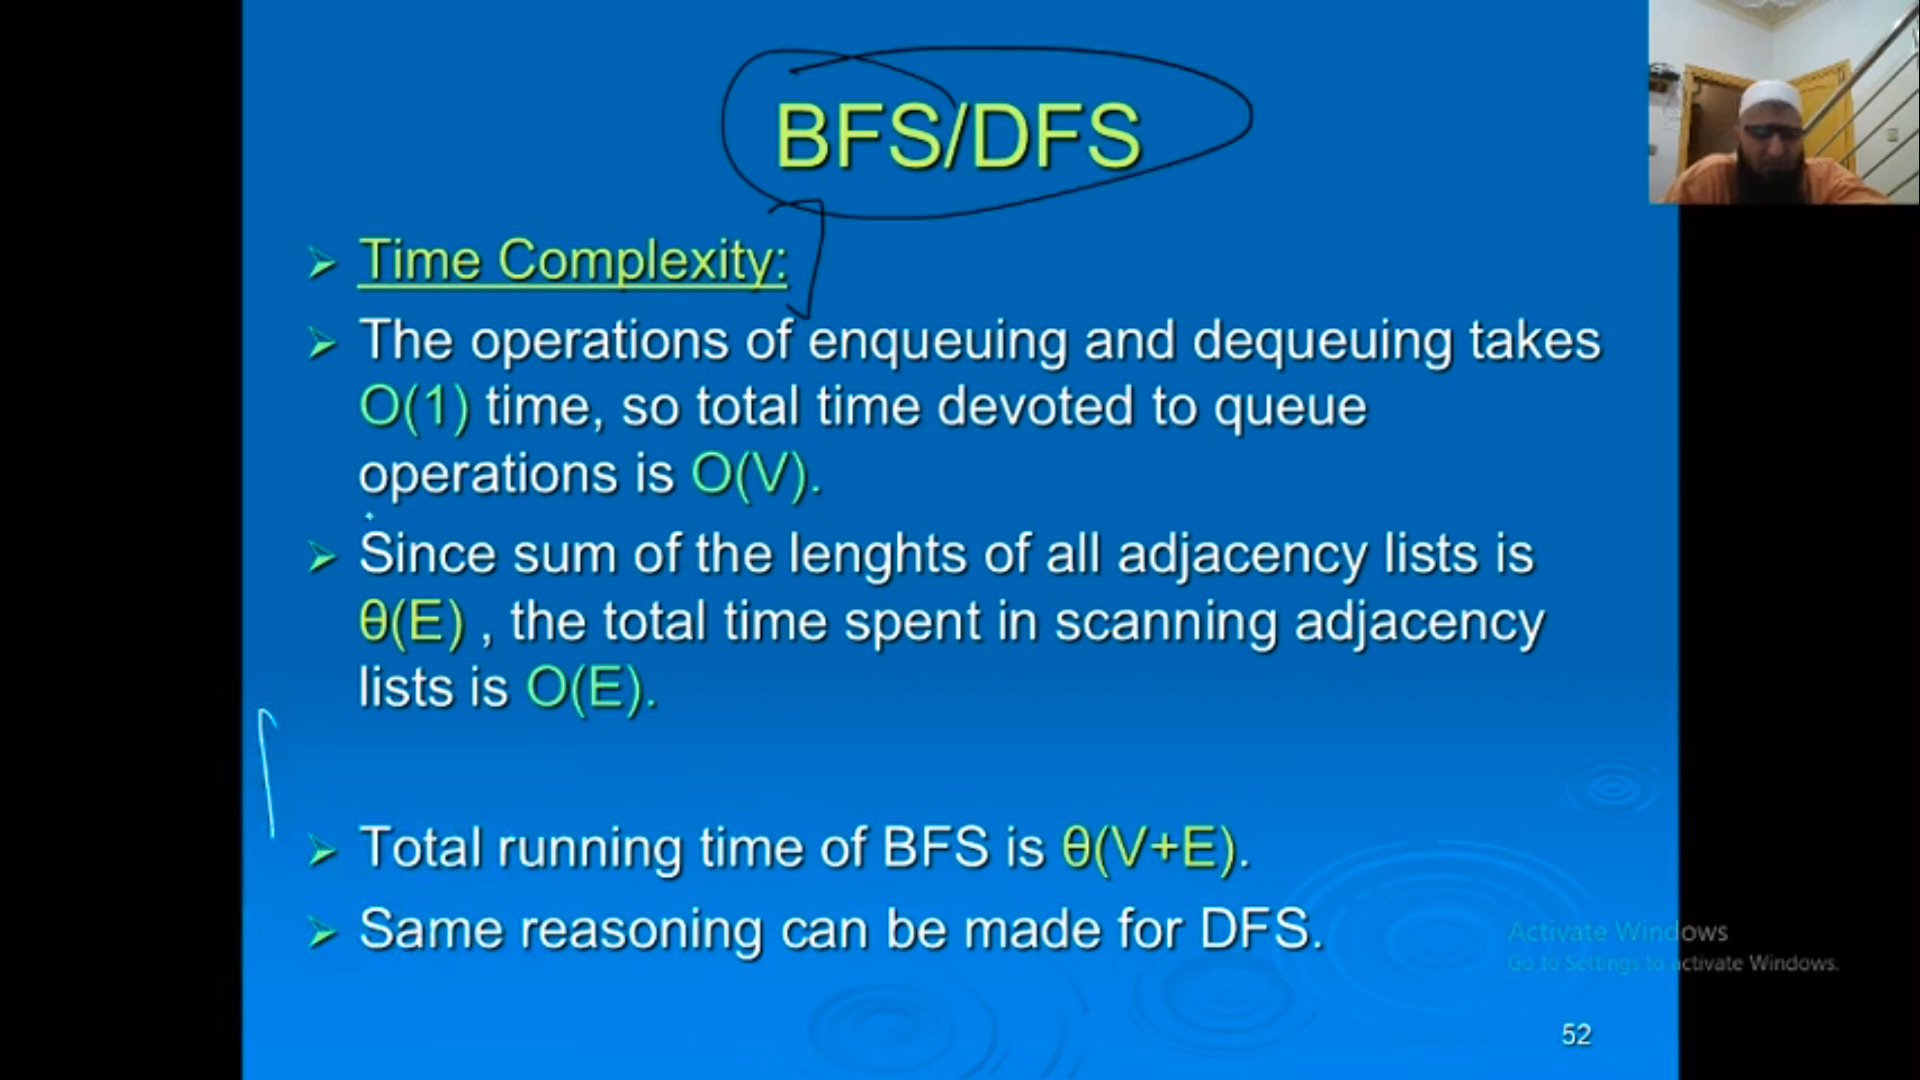 BFS/DFS
Time Complexity:
The operations of enqueuing and dequeuing takes
O(1) time, so total time devoted to queue
operations is O(V).
Since sum of the lenghts of all adjacency lists is
θ(E) , the total time spent in scanning adjacency
lists is O(E).
Total running time of BFS is θ(V+E).
Same reasoning can be made for DFS.
Activate Windows
Go to Settings to activate Windows.
52